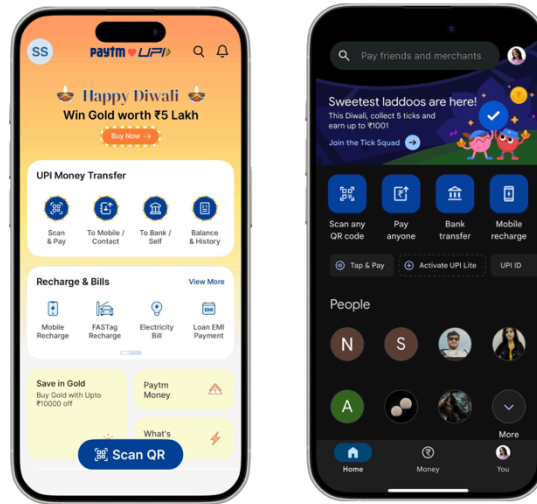 SS
paytm UPI
Happy Diwali
Win Gold worth ₹5 Lakh
Buy Now →
UPI Money Transfer
Scan
& Pay
To Mobile /
Contact
To Bank /
Self
Balance
& History
Recharge & Bills
View More
Mobile
Recharge
FASTag
Recharge
Electricity
Bill
EMI
Loan EMI
Payment
Save in Gold
Buy Gold with Upto
₹10000 off
Paytm
Money
What's
Scan QR
Pay friends and merchants
Sweetest laddoos are here!
This Diwali, collect 5 ticks and
earn up to ₹1001
Join the Tick Squad →
Scan any
QR code
Pay
anyone
Bank
transfer
Mobile
recharge
Tap & Pay
Activate UPI Lite
UPI ID
People
N
S
A
More
Home
Money
You